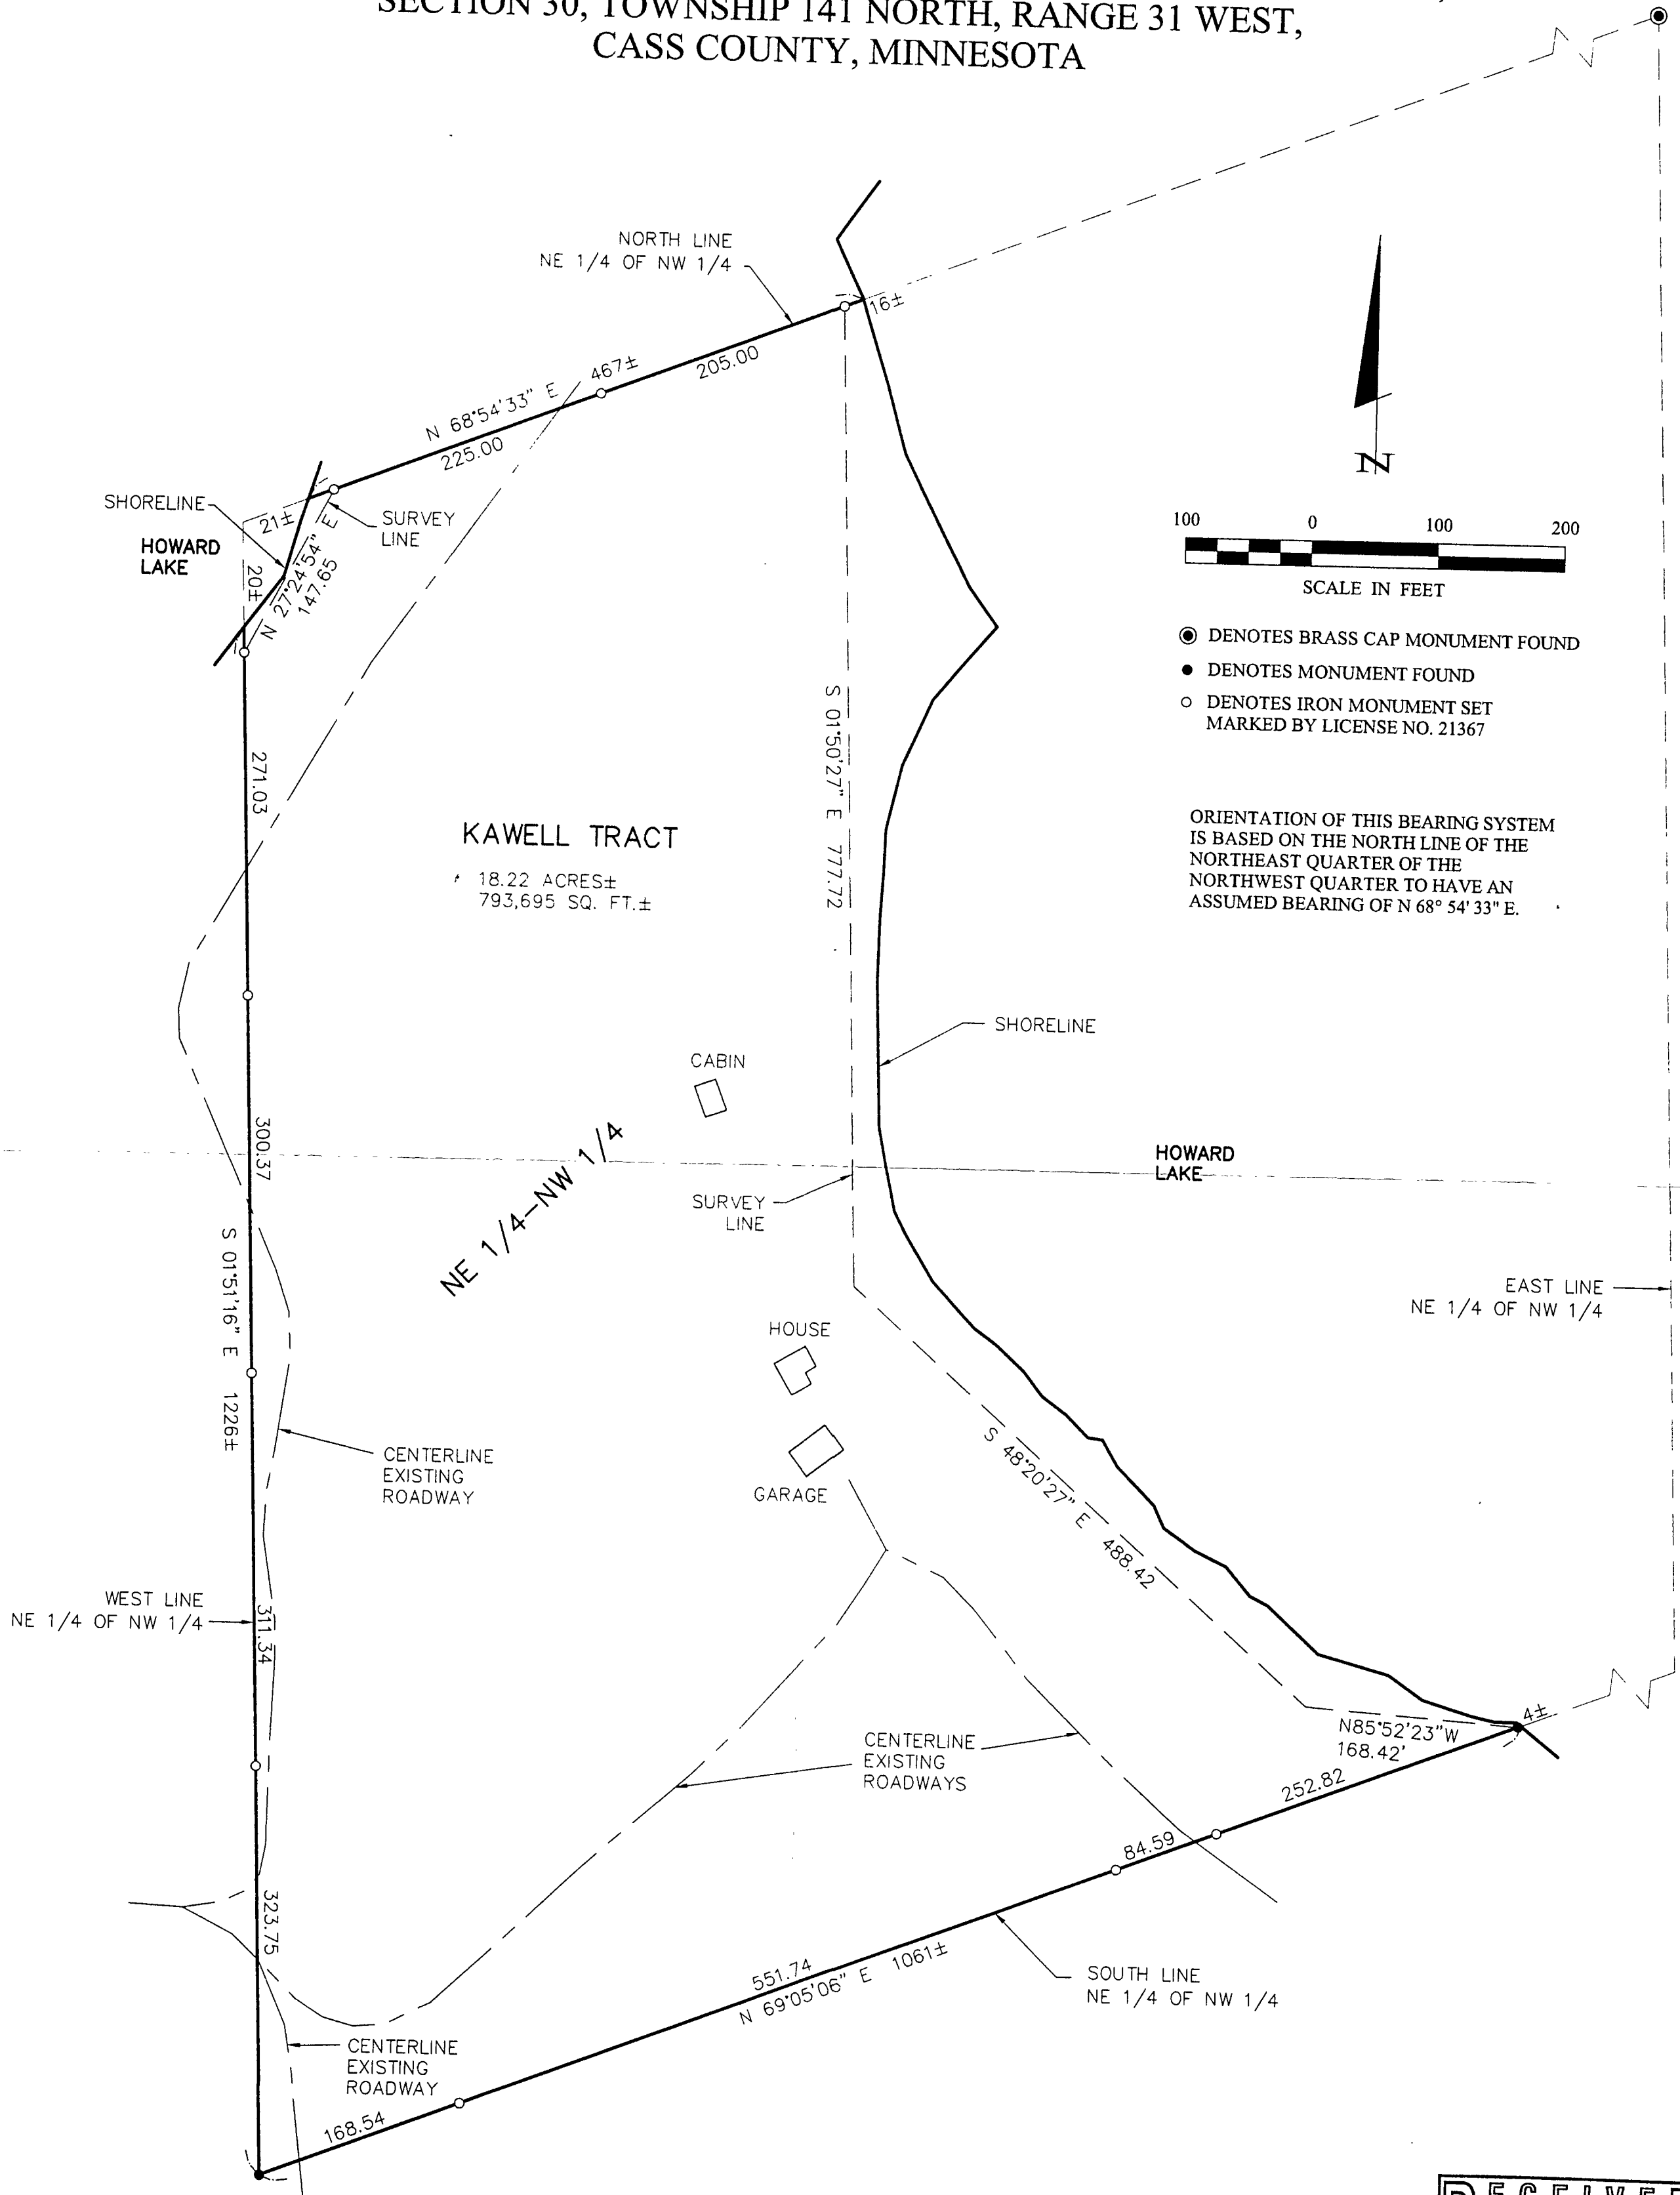 SECTION 30, TOWNSHIP 141 NORTH, RANGE 31 WEST,
CASS COUNTY, MINNESOTA
NORTH LINE
NE 1/4 OF NW 1/4
16±
467±
205.00
N 68°54'33" E
225.00
SHORELINE
21±
SURVEY
LINE
HOWARD
LAKE
20±
N 27°24'54" E
147.65
N
100 0 100 200
SCALE IN FEET
DENOTES BRASS CAP MONUMENT FOUND
DENOTES MONUMENT FOUND
DENOTES IRON MONUMENT SET
MARKED BY LICENSE NO. 21367
271.03
S 01°50'27" E 777.72
KAWELL TRACT
18.22 ACRES±
793,695 SQ. FT.±
ORIENTATION OF THIS BEARING SYSTEM
IS BASED ON THE NORTH LINE OF THE
NORTHEAST QUARTER OF THE
NORTHWEST QUARTER TO HAVE AN
ASSUMED BEARING OF N 68° 54' 33" E.
SHORELINE
CABIN
300.37
NE 1/4-NW 1/4
HOWARD
LAKE
SURVEY
LINE
S 01°51'16" E 1226±
EAST LINE
NE 1/4 OF NW 1/4
HOUSE
CENTERLINE
EXISTING
ROADWAY
GARAGE
S 48°20'27" E 488.42
WEST LINE
NE 1/4 OF NW 1/4
311.34
4±
N85°52'23"W
168.42'
CENTERLINE
EXISTING
ROADWAYS
252.82
84.59
323.75
551.74
N 69°05'06" E 1061±
SOUTH LINE
NE 1/4 OF NW 1/4
CENTERLINE
EXISTING
ROADWAY
168.54